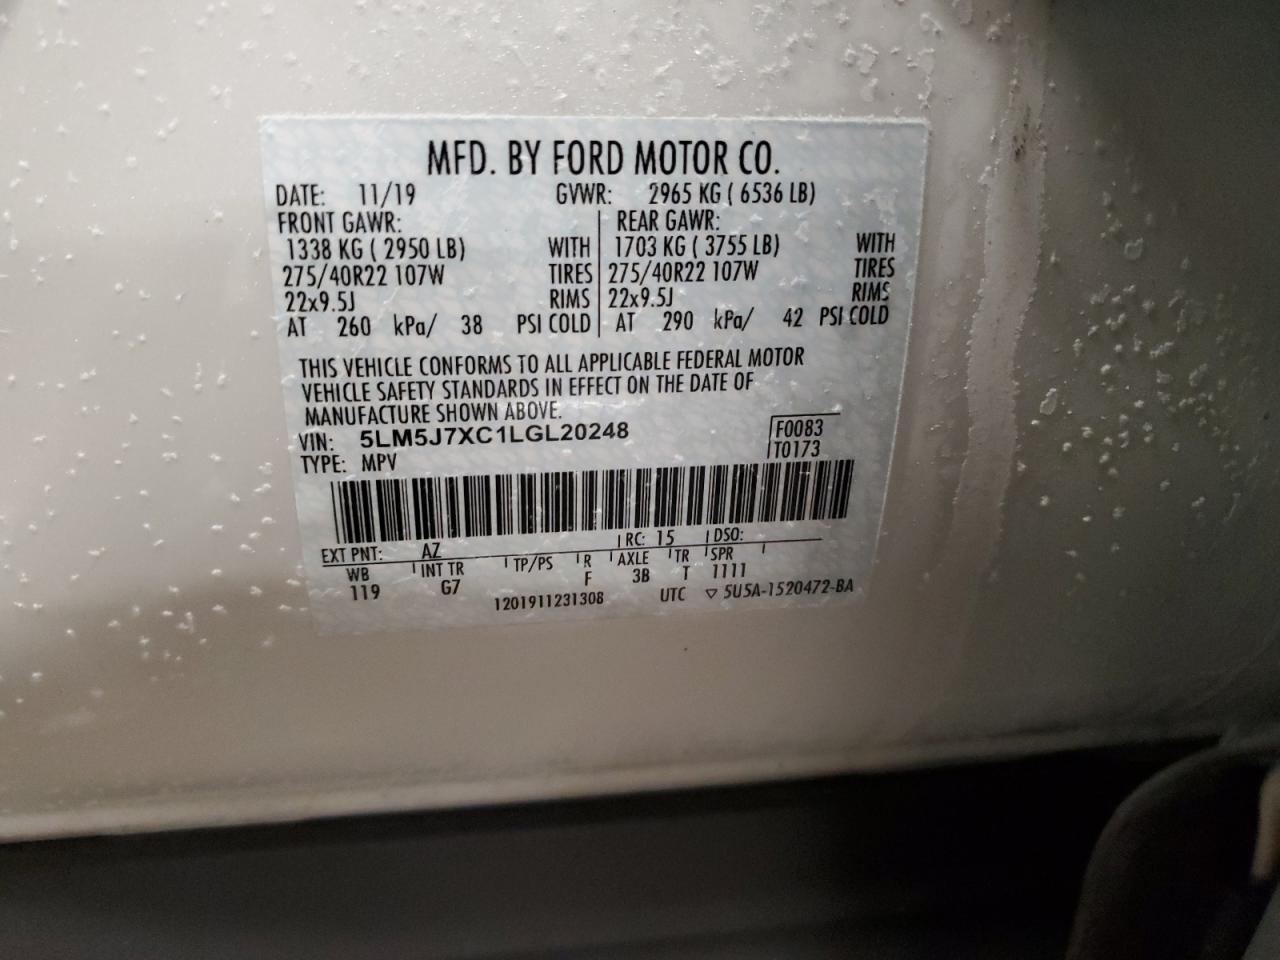 MFD. BY FORD MOTOR CO.
DATE: 11/19 GVWR: 2965 KG ( 6536 LB)
FRONT GAWR: REAR GAWR:
1338 KG ( 2950 LB) WITH 1703 KG ( 3755 LB) WITH
275/40R22 107W TIRES 275/40R22 107W TIRES
22x9.5J RIMS 22x9.5J RIMS
AT 260 kPa/ 38 PSI COLD AT 290 kPa/ 42 PSI COLD
THIS VEHICLE CONFORMS TO ALL APPLICABLE FEDERAL MOTOR
VEHICLE SAFETY STANDARDS IN EFFECT ON THE DATE OF
MANUFACTURE SHOWN ABOVE.
VIN: 5LM5J7XC1LGL20248 F0083
TYPE: MPV T0173
EXT PNT: AZ RC: 15 DSO:
WB INT TR TP/PS R AXLE TR SPR
119 G7 F 3B T 1111
1201911231308 UTC ▽ 5U5A-1520472-BA